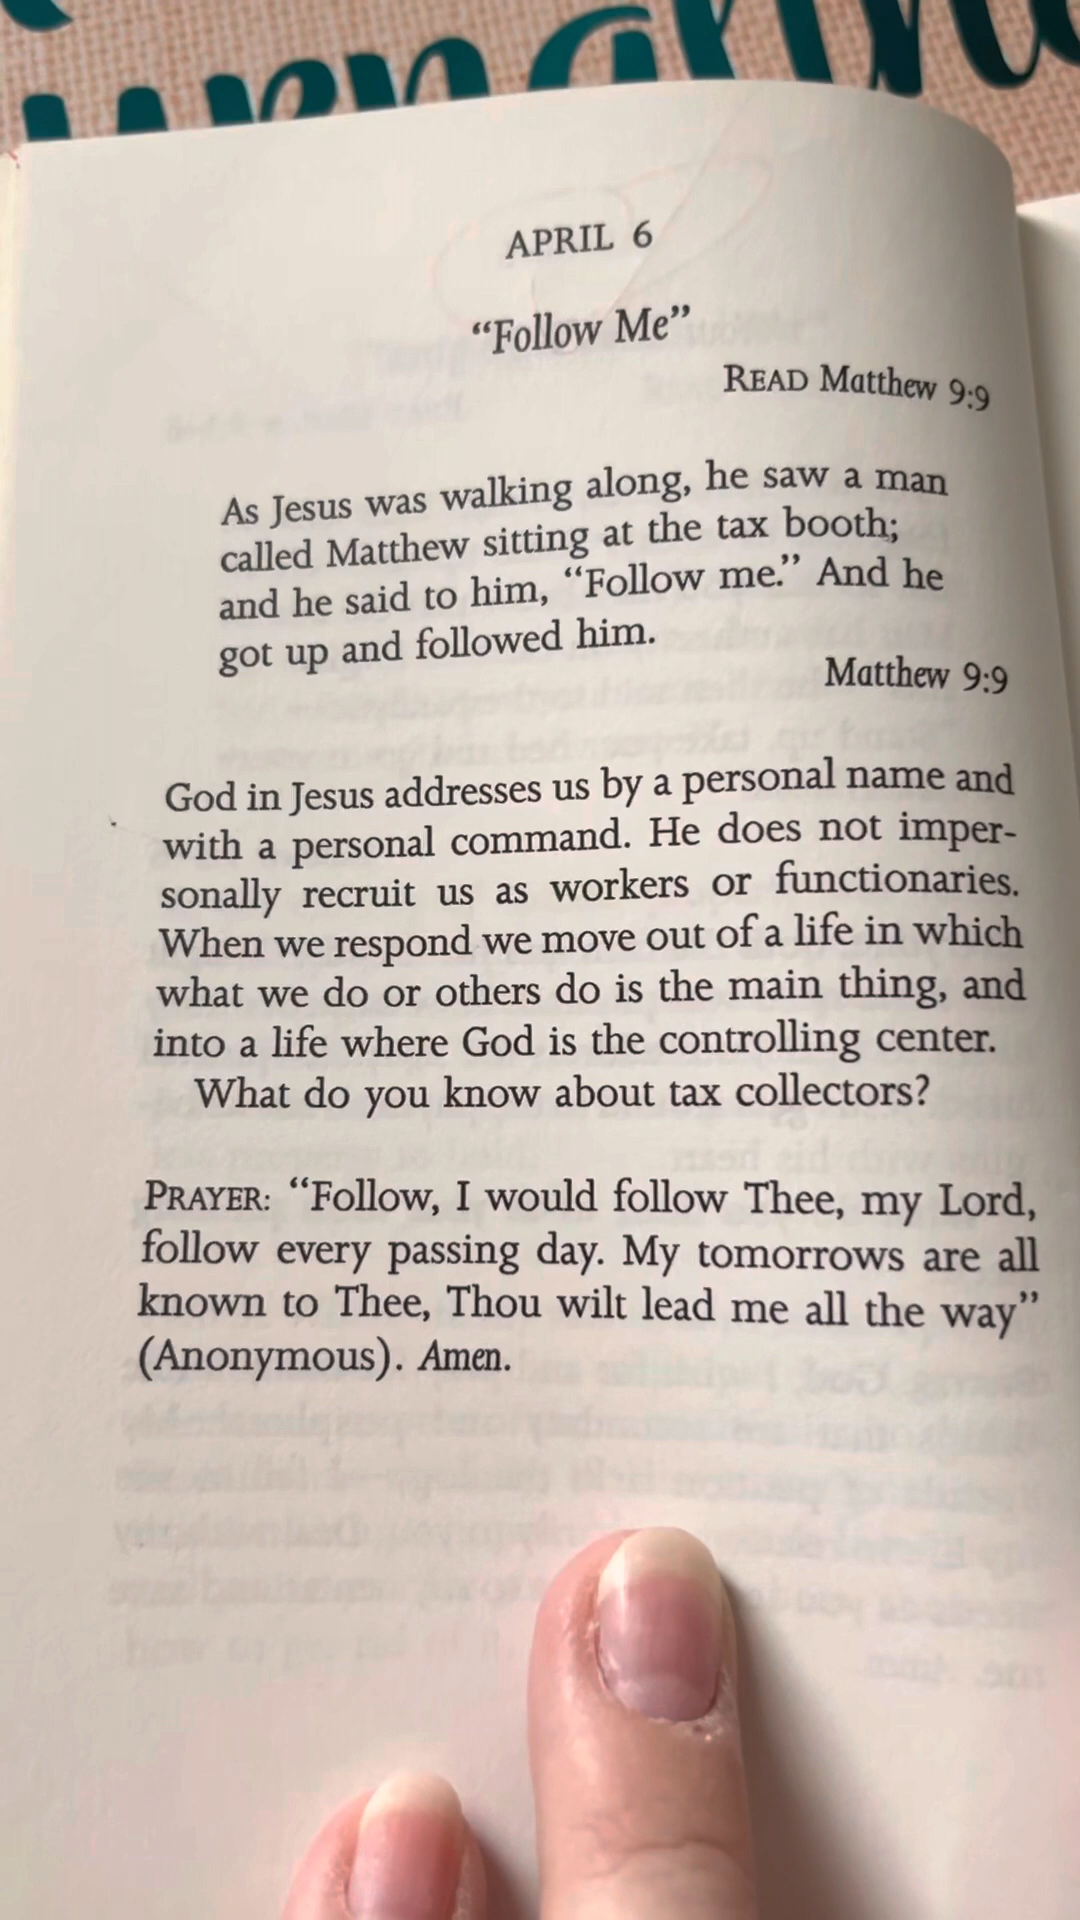 APRIL 6
“Follow Me”
READ Matthew 9:9
As Jesus was walking along, he saw a man
called Matthew sitting at the tax booth;
and he said to him, “Follow me.” And he
got up and followed him.
Matthew 9:9
God in Jesus addresses us by a personal name and
with a personal command. He does not imper-
sonally recruit us as workers or functionaries.
When we respond we move out of a life in which
what we do or others do is the main thing, and
into a life where God is the controlling center.
What do you know about tax collectors?
PRAYER: “Follow, I would follow Thee, my Lord,
follow every passing day. My tomorrows are all
known to Thee, Thou wilt lead me all the way”
(Anonymous). Amen.